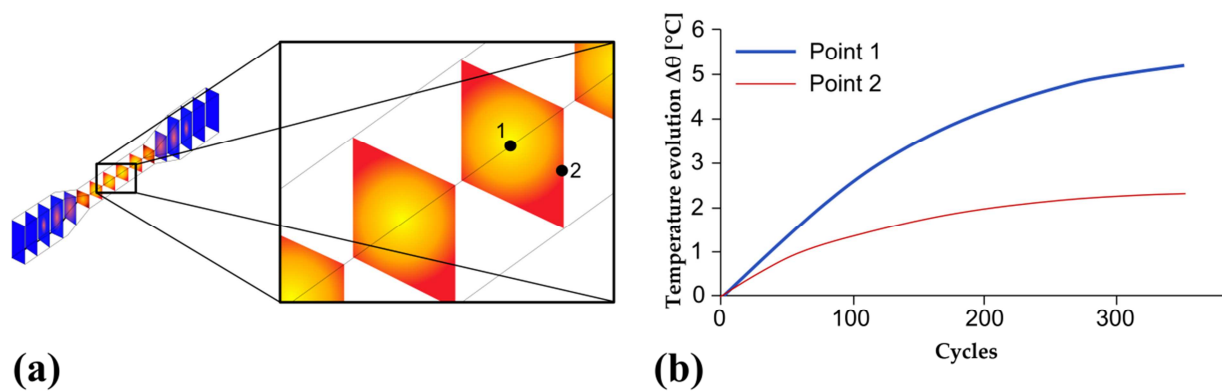 1
2
(a)
Temperature evolution Δθ [°C]
6
5
4
3
2
1
0
Point 1
Point 2
0
100
200
300
Cycles
(b)